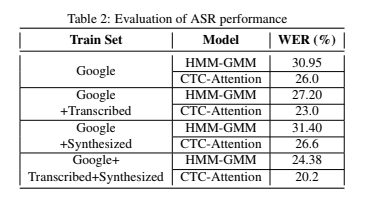 Table 2: Evaluation of ASR performance
Train Set Model WER (%)
Google HMM-GMM 30.95
CTC-Attention 26.0
Google HMM-GMM 27.20
+Transcribed CTC-Attention 23.0
Google HMM-GMM 31.40
+Synthesized CTC-Attention 26.6
Google+ HMM-GMM 24.38
Transcribed+Synthesized CTC-Attention 20.2